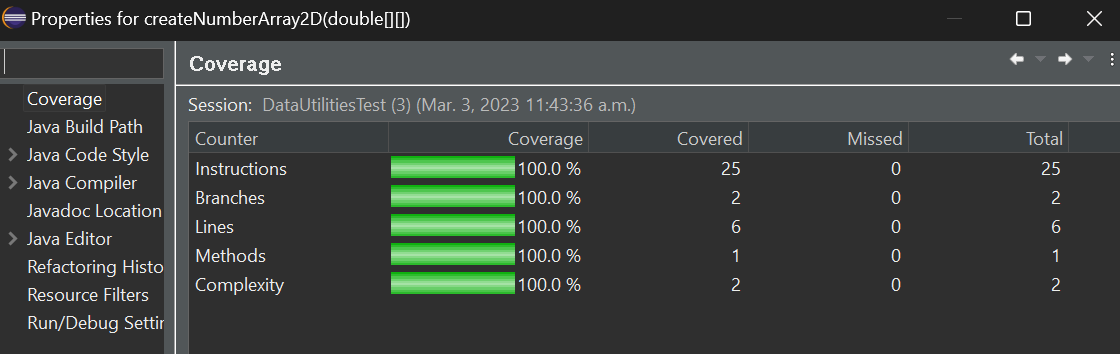 Properties for createNumberArray2D(double[][])
Coverage
Java Build Path
Java Code Style
Java Compiler
Javadoc Location
Java Editor
Refactoring Histo
Resource Filters
Run/Debug Settin
Coverage
Session: DataUtilitiesTest (3) (Mar. 3, 2023 11:43:36 a.m.)
Counter Coverage Covered Missed Total
Instructions 100.0 % 25 0 25
Branches 100.0 % 2 0 2
Lines 100.0 % 6 0 6
Methods 100.0 % 1 0 1
Complexity 100.0 % 2 0 2